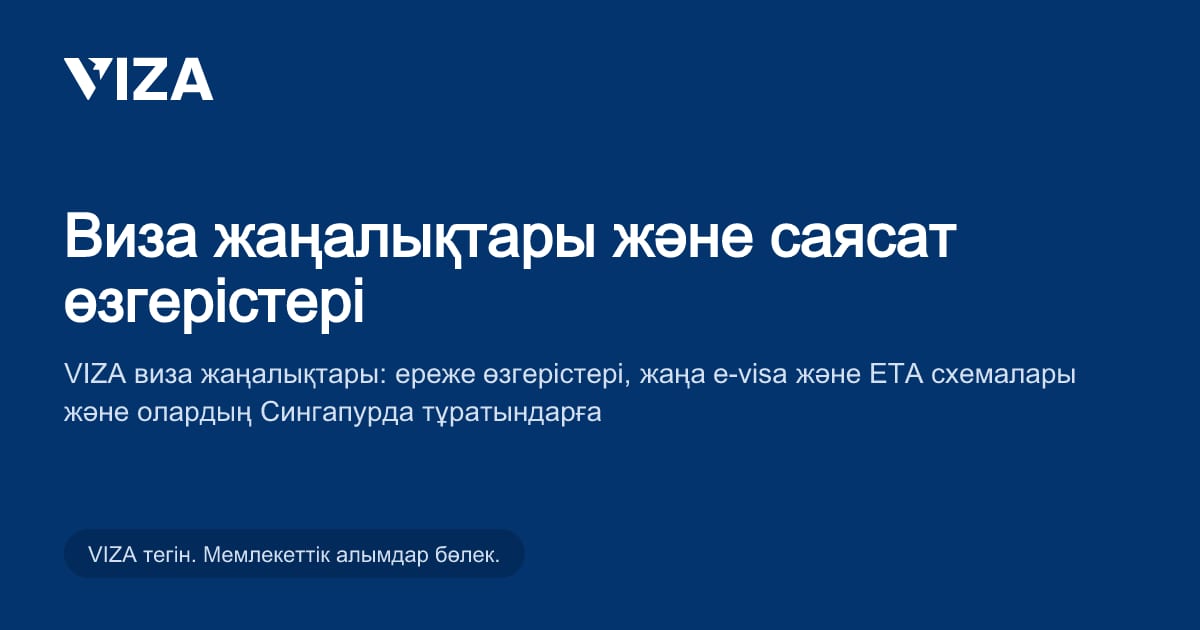 VIZA
Виза жаңалықтары және саясат
өзгерістері
VIZA виза жаңалықтары: ереже өзгерістері, жаңа e-visa және ETA схемалары
және олардың Сингапурда тұратындарға
VIZA тегін. Мемлекеттік алымдар бөлек.